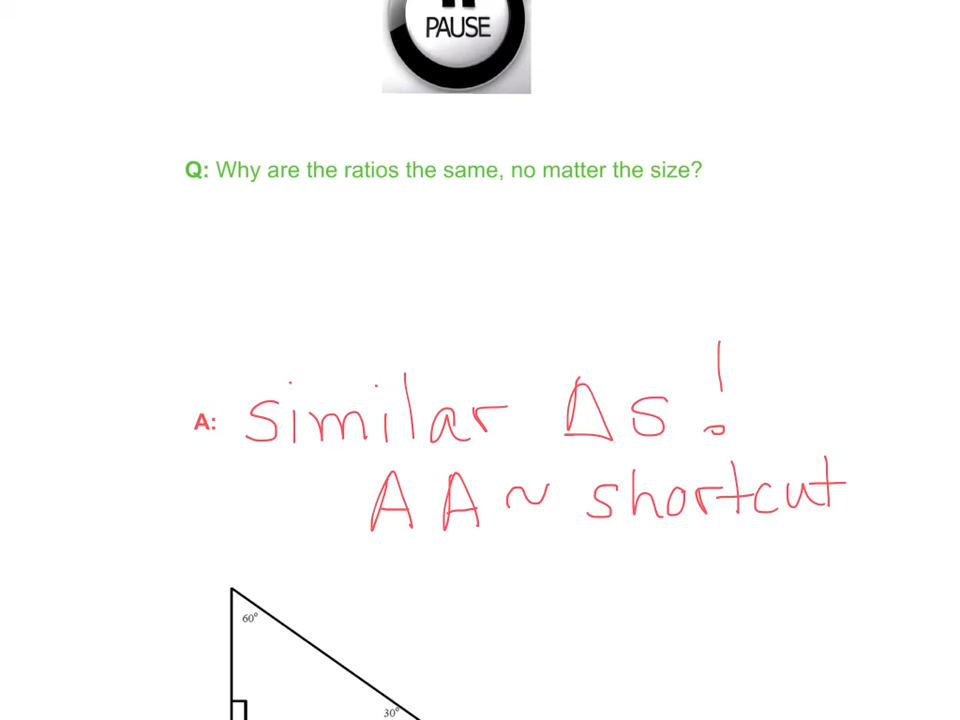 PAUSE
Q: Why are the ratios the same, no matter the size?
A: similar Δs!
AA~ shortcut
60°
30°